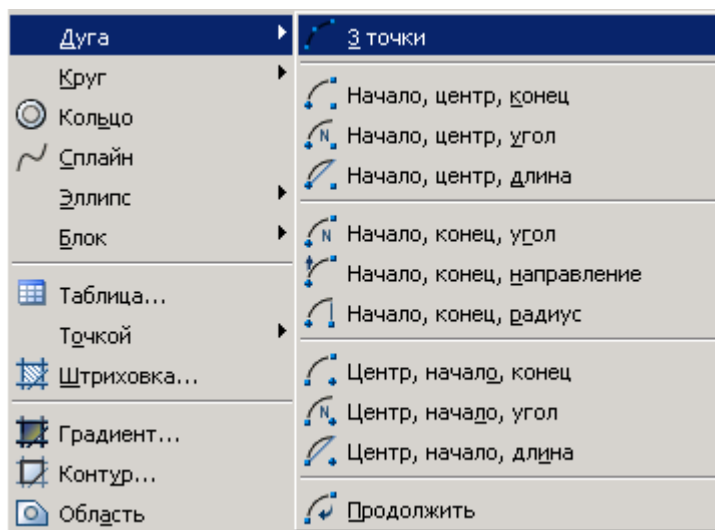 Дуга
Круг
Кольцо
Сплайн
Эллипс
Блок
Таблица...
Точкой
Штриховка...
Градиент...
Контур...
Область
3 точки
Начало, центр, конец
Начало, центр, угол
Начало, центр, длина
Начало, конец, угол
Начало, конец, направление
Начало, конец, радиус
Центр, начало, конец
Центр, начало, угол
Центр, начало, длина
Продолжить